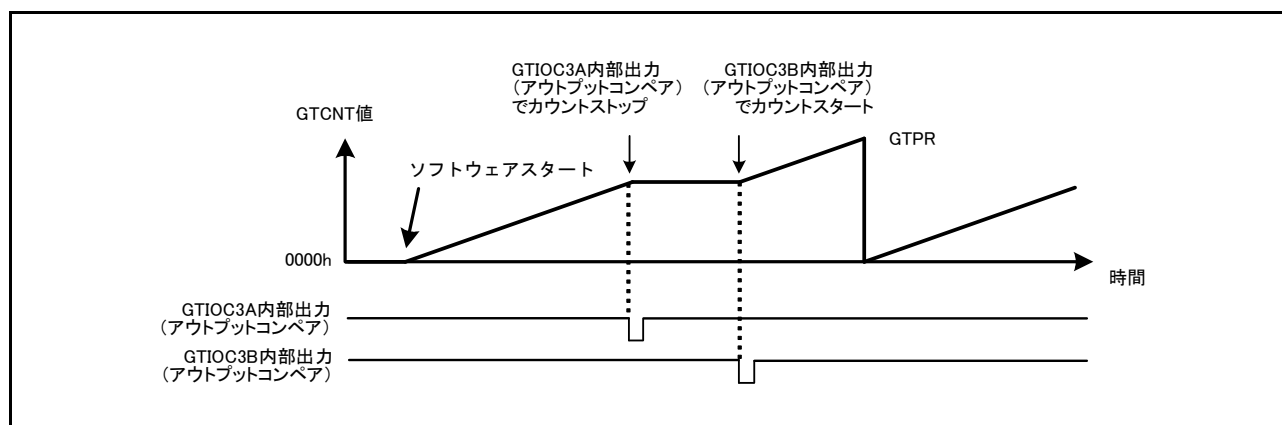 GTIOC3A内部出力
（アウトプットコンペア）
でカウントストップ
GTIOC3B内部出力
（アウトプットコンペア）
でカウントスタート
GTCNT値
GTPR
ソフトウェアスタート
0000h
時間
GTIOC3A内部出力
（アウトプットコンペア）
GTIOC3B内部出力
（アウトプットコンペア）